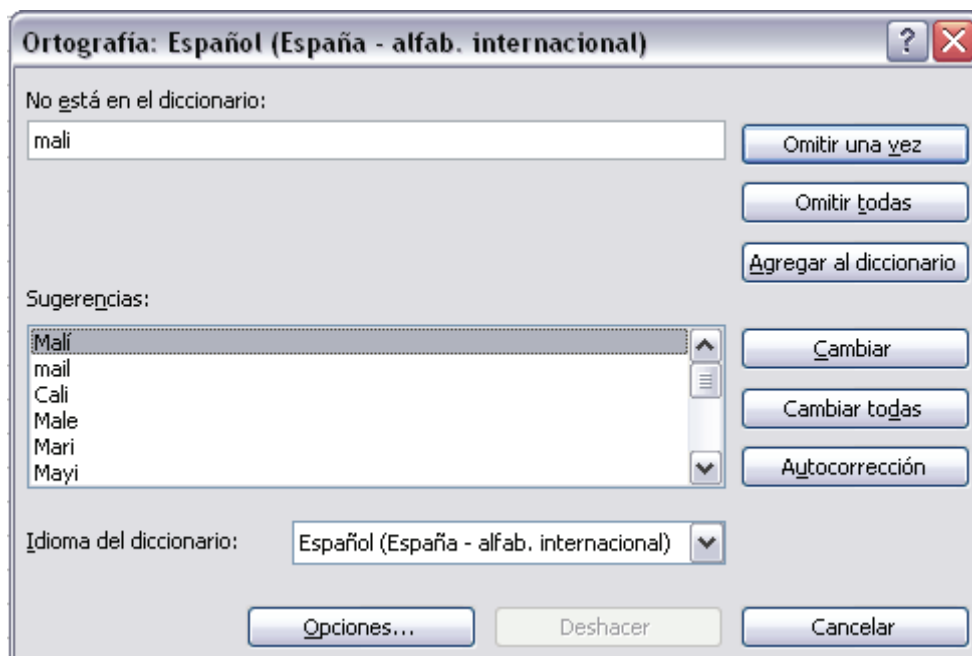 Ortografía: Español (España - alfab. internacional)
No está en el diccionario:
mali
Omitir una vez
Omitir todas
Agregar al diccionario
Sugerencias:
Malí
mail
Cali
Male
Mari
Mayi
Cambiar
Cambiar todas
Autocorrección
Idioma del diccionario:
Español (España - alfab. internacional)
Opciones...
Deshacer
Cancelar